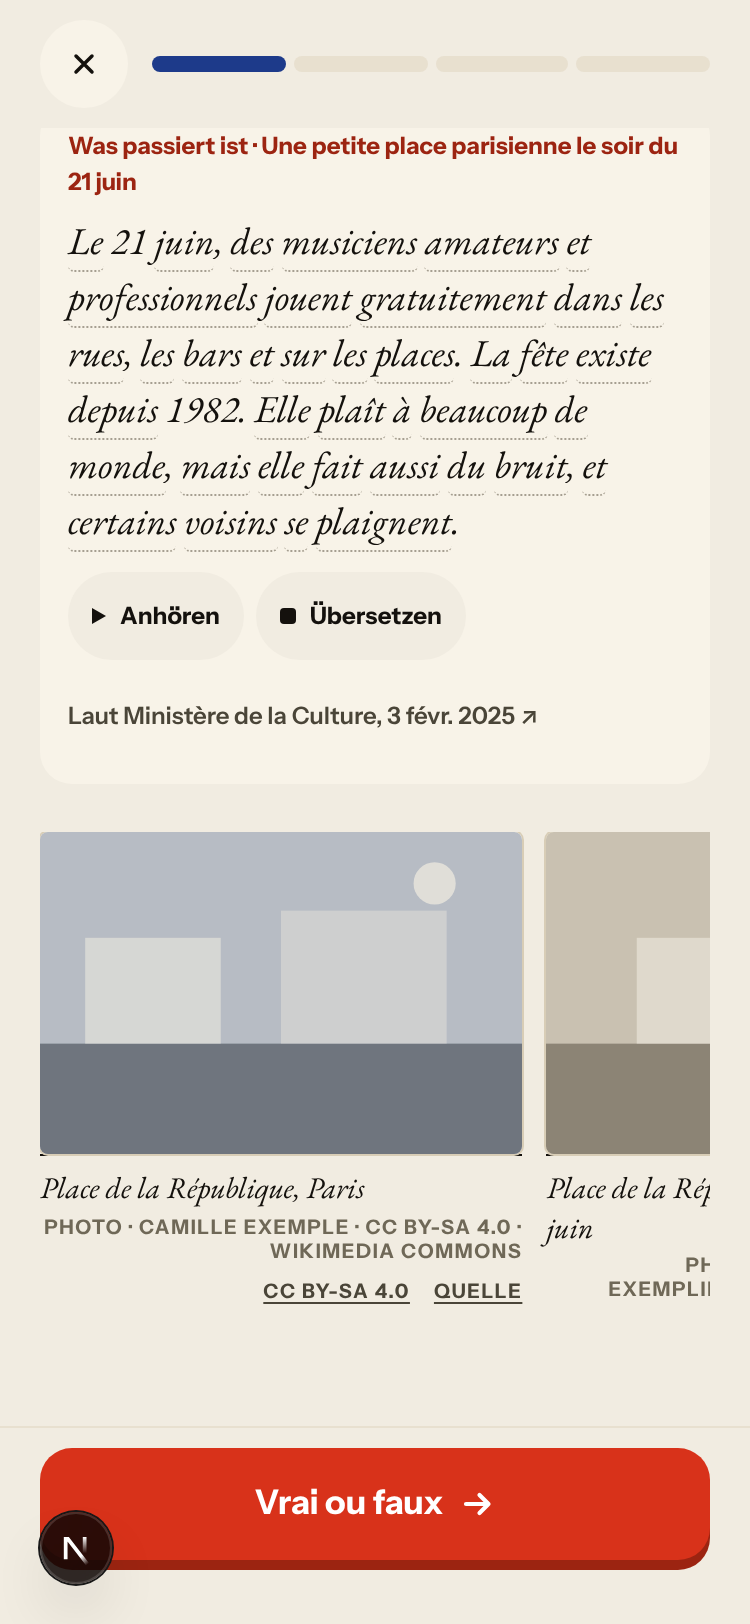 Was passiert ist · Une petite place parisienne le soir du
21 juin
Le 21 juin, des musiciens amateurs et
professionnels jouent gratuitement dans les
rues, les bars et sur les places. La fête existe
depuis 1982. Elle plaît à beaucoup de
monde, mais elle fait aussi du bruit, et
certains voisins se plaignent.
Anhören
Übersetzen
Laut Ministère de la Culture, 3 févr. 2025 ↗
Place de la République, Paris
PHOTO · CAMILLE EXEMPLE · CC BY-SA 4.0 ·
WIKIMEDIA COMMONS
CC BY-SA 4.0 QUELLE
Place de la
juin
Vrai ou faux →
N